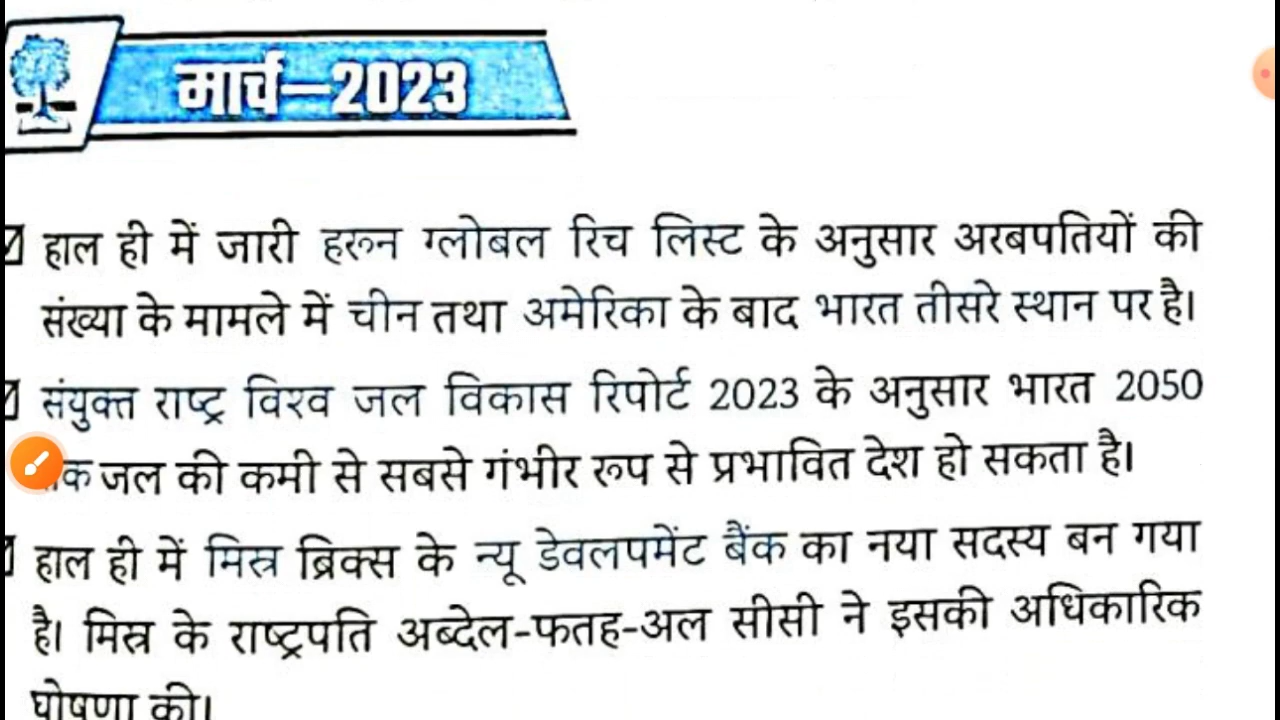 मार्च–2023
हाल ही में जारी हरून ग्लोबल रिच लिस्ट के अनुसार अरबपतियों की
संख्या के मामले में चीन तथा अमेरिका के बाद भारत तीसरे स्थान पर है।
संयुक्त राष्ट्र विश्व जल विकास रिपोर्ट 2023 के अनुसार भारत 2050
जल की कमी से सबसे गंभीर रूप से प्रभावित देश हो सकता है।
हाल ही में मिस्र ब्रिक्स के न्यू डेवलपमेंट बैंक का नया सदस्य बन गया
है। मिस्र के राष्ट्रपति अब्देल-फतह-अल सीसी ने इसकी अधिकारिक
घोषणा की।